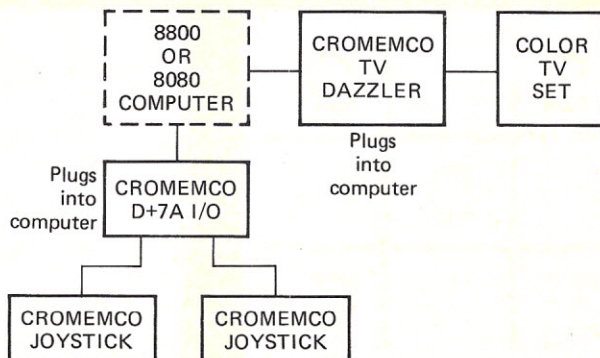 8800
OR
8080
COMPUTER
CROMEMCO
TV
DAZZLER
COLOR
TV
SET
Plugs
into
computer
Plugs
into
computer
CROMEMCO
D+7A I/O
CROMEMCO
JOYSTICK
CROMEMCO
JOYSTICK